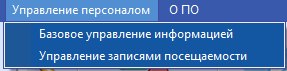 Управление персоналом О ПО
Базовое управление информацией
Управление записями посещаемости